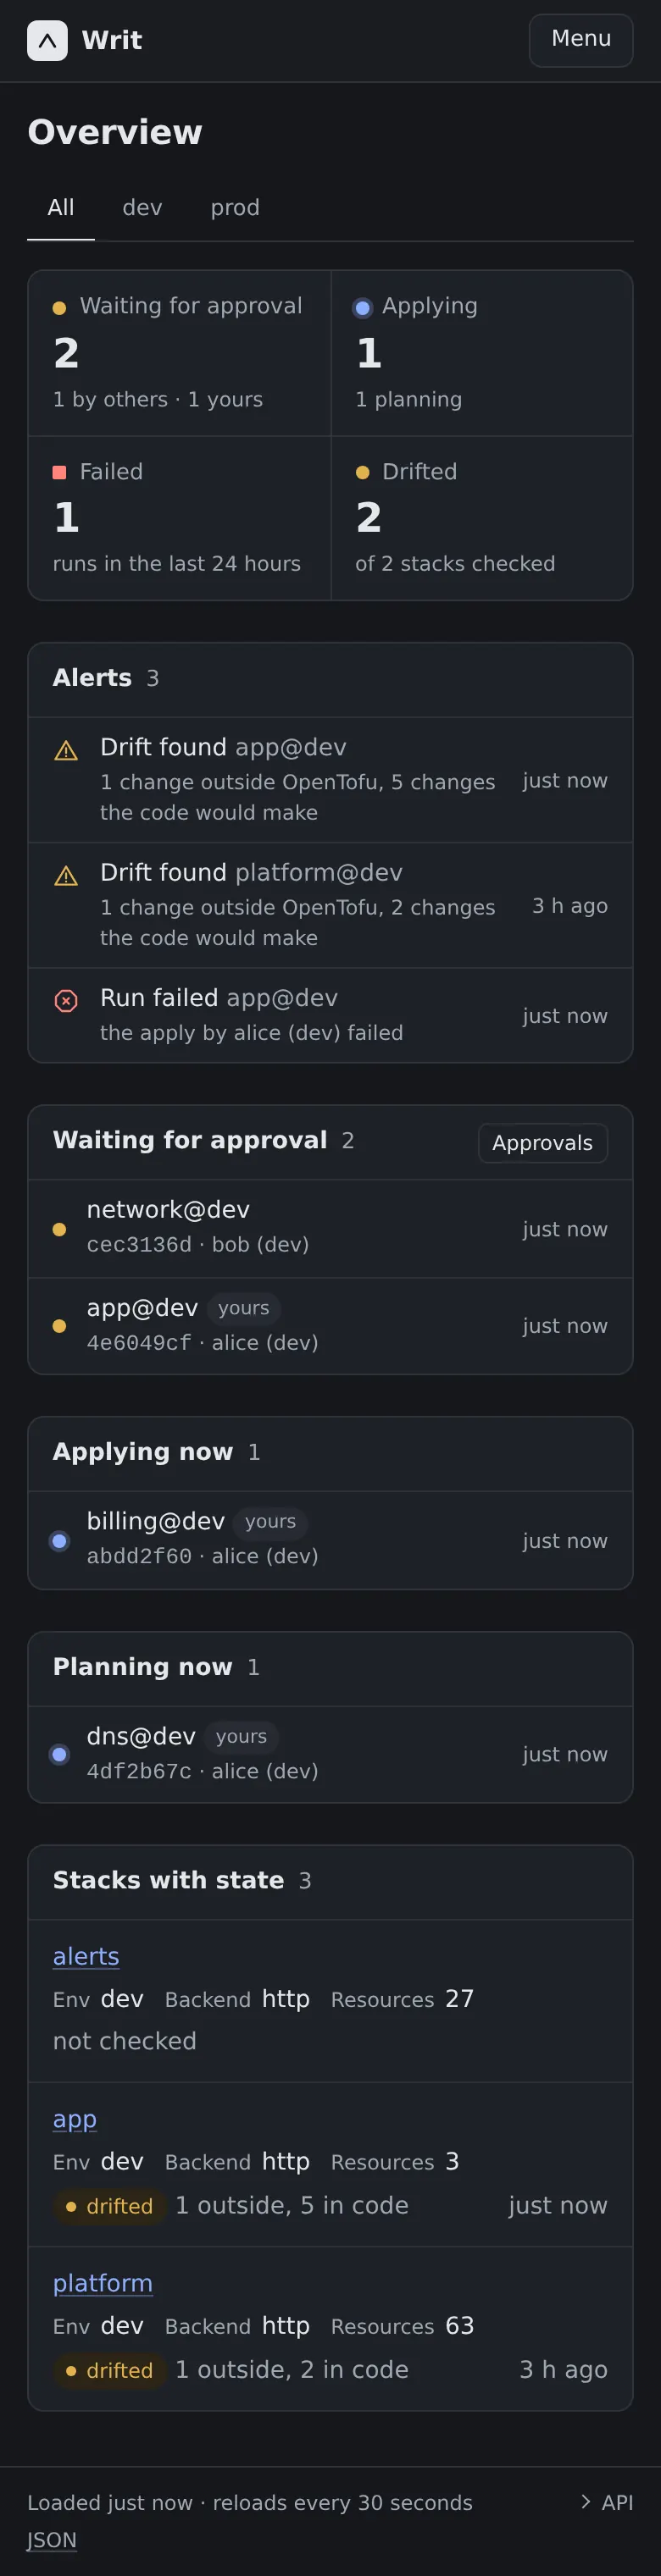 Writ
Menu
Overview
All dev prod
Waiting for approval
2
1 by others · 1 yours
Applying
1
1 planning
Failed
1
runs in the last 24 hours
Drifted
2
of 2 stacks checked
Alerts 3
Drift found app@dev
1 change outside OpenTofu, 5 changes
the code would make
just now
Drift found platform@dev
1 change outside OpenTofu, 2 changes
the code would make
3 h ago
Run failed app@dev
the apply by alice (dev) failed
just now
Waiting for approval 2
Approvals
network@dev
cec3136d · bob (dev)
just now
app@dev yours
4e6049cf · alice (dev)
just now
Applying now 1
billing@dev yours
abdd2f60 · alice (dev)
just now
Planning now 1
dns@dev yours
4df2b67c · alice (dev)
just now
Stacks with state 3
alerts
Env dev Backend http Resources 27
not checked
app
Env dev Backend http Resources 3
drifted 1 outside, 5 in code just now
platform
Env dev Backend http Resources 63
drifted 1 outside, 2 in code 3 h ago
Loaded just now · reloads every 30 seconds
API
JSON